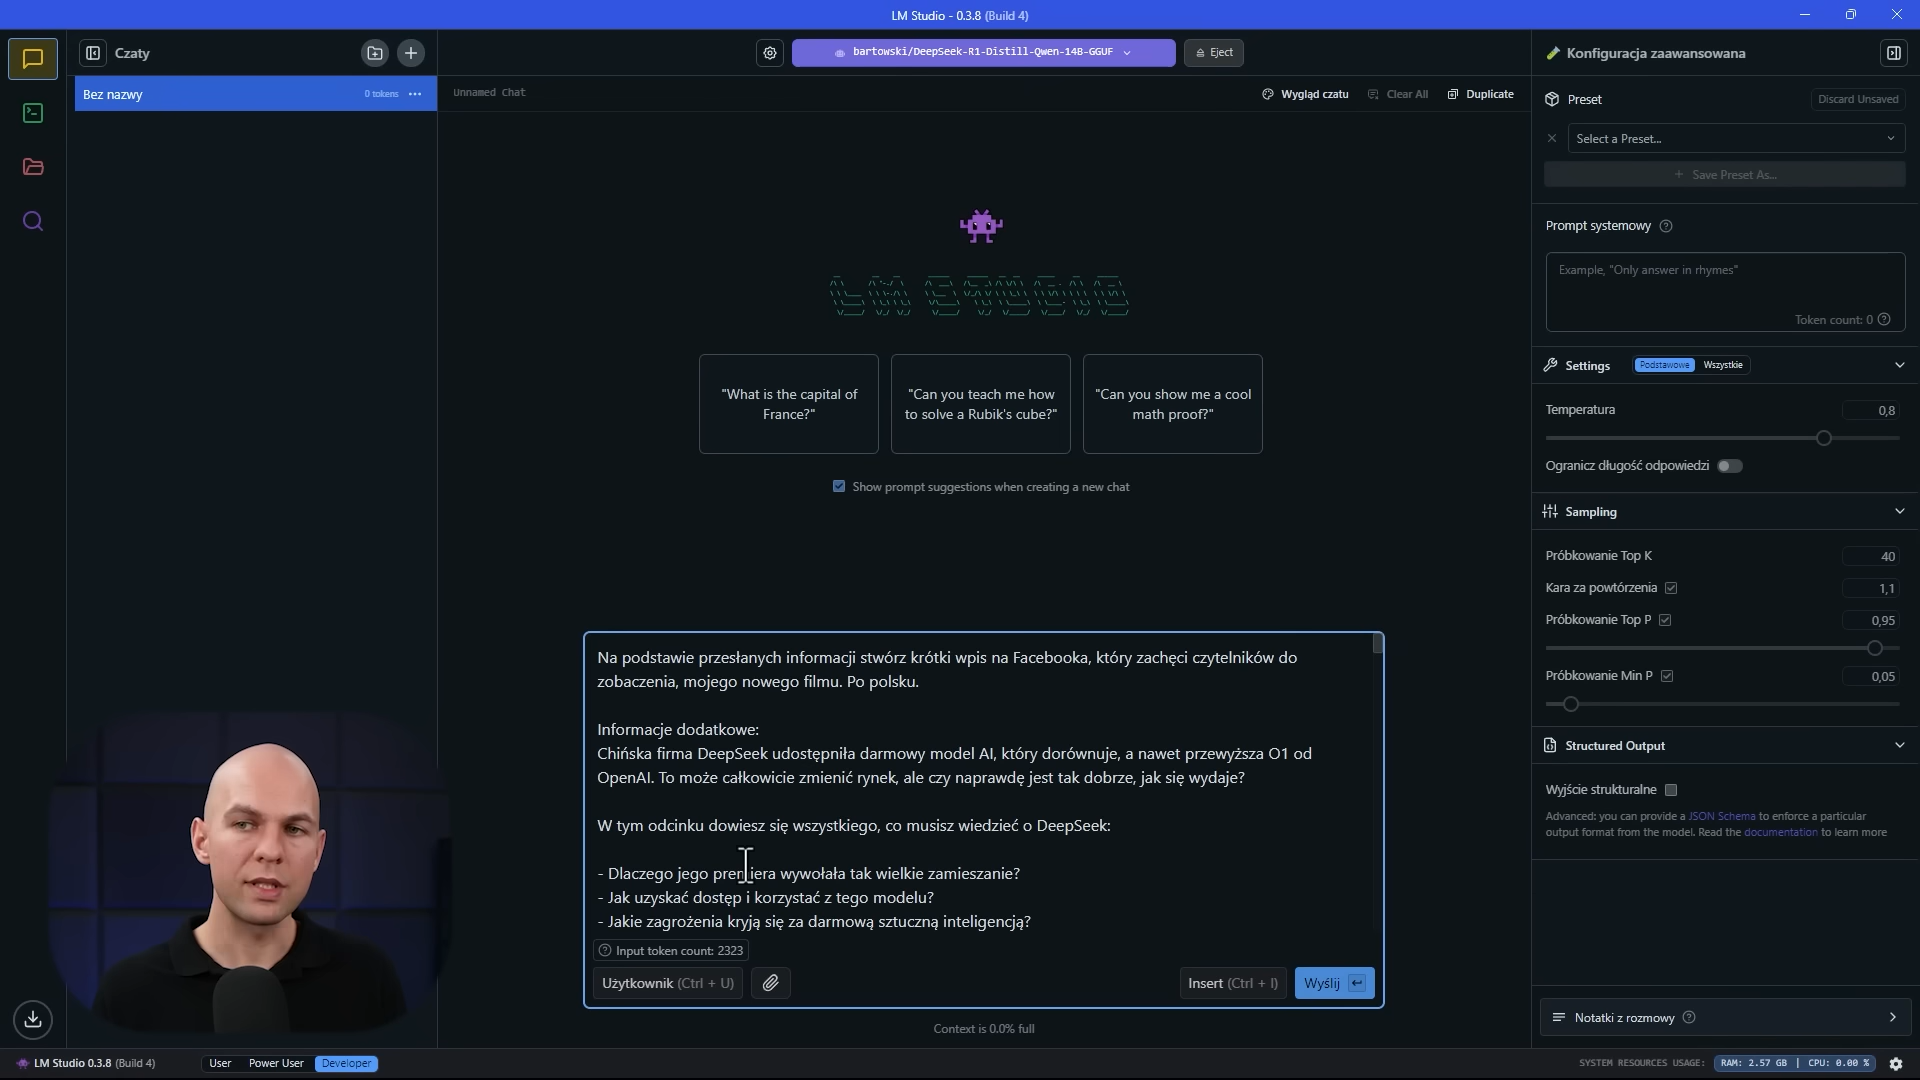 LM Studio - 0.3.8 (Build 4)
Czaty
bartowski/DeepSeek-R1-Distill-Qwen-14B-GGUF
Eject
Konfiguracja zaawansowana
Bez nazwy
0 tokens
Unnamed Chat
Wygląd czatu
Clear All
Duplicate
Preset
Discard Unsaved
Select a Preset...
+ Save Preset As...
Prompt systemowy
Example, "Only answer in rhymes"
Token count: 0
LM STUDIO
"What is the capital of
France?"
"Can you teach me how
to solve a Rubik's cube?"
"Can you show me a cool
math proof?"
Show prompt suggestions when creating a new chat
Settings
Podstawowe
Wszystkie
Temperatura
0,8
Ogranicz długość odpowiedzi
Sampling
Próbkowanie Top K
40
Kara za powtórzenia
1,1
Próbkowanie Top P
0,95
Próbkowanie Min P
0,05
Structured Output
Wyjście strukturalne
Advanced: you can provide a JSON Schema to enforce a particular
output format from the model. Read the documentation to learn more
Na podstawie przesłanych informacji stwórz krótki wpis na Facebooka, który zachęci czytelników do
zobaczenia, mojego nowego filmu. Po polsku.
Informacje dodatkowe:
Chińska firma DeepSeek udostępniła darmowy model AI, który dorównuje, a nawet przewyższa O1 od
OpenAI. To może całkowicie zmienić rynek, ale czy naprawdę jest tak dobrze, jak się wydaje?
W tym odcinku dowiesz się wszystkiego, co musisz wiedzieć o DeepSeek:
- Dlaczego jego premiera wywołała tak wielkie zamieszanie?
- Jak uzyskać dostęp i korzystać z tego modelu?
- Jakie zagrożenia kryją się za darmową sztuczną inteligencją?
Input token count: 2323
Użytkownik (Ctrl + U)
Insert (Ctrl + I)
Wyślij
Context is 0.0% full
Notatki z rozmowy
LM Studio 0.3.8 (Build 4)
User
Power User
Developer
SYSTEM RESOURCES USAGE:
RAM: 2.57 GB | CPU: 0.00 %